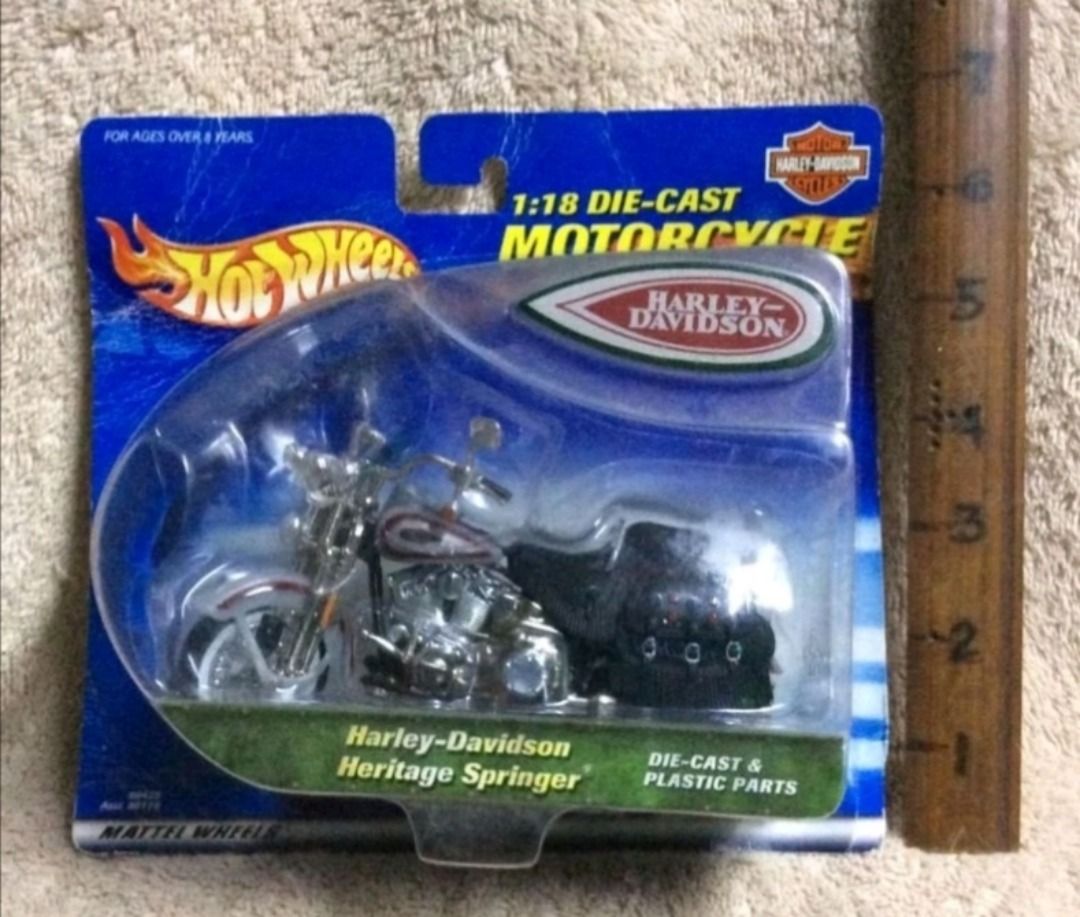 FOR AGES OVER 8 YEARS.
HOT WHEELS
1:18 DIE-CAST
MOTORCYCLE
MOTOR
HARLEY-DAVIDSON
CYCLES
HARLEY-
DAVIDSON
Harley-Davidson
Heritage Springer
DIE-CAST &
PLASTIC PARTS
MATTEL WHEELS
7
6
5
4
3
2
1